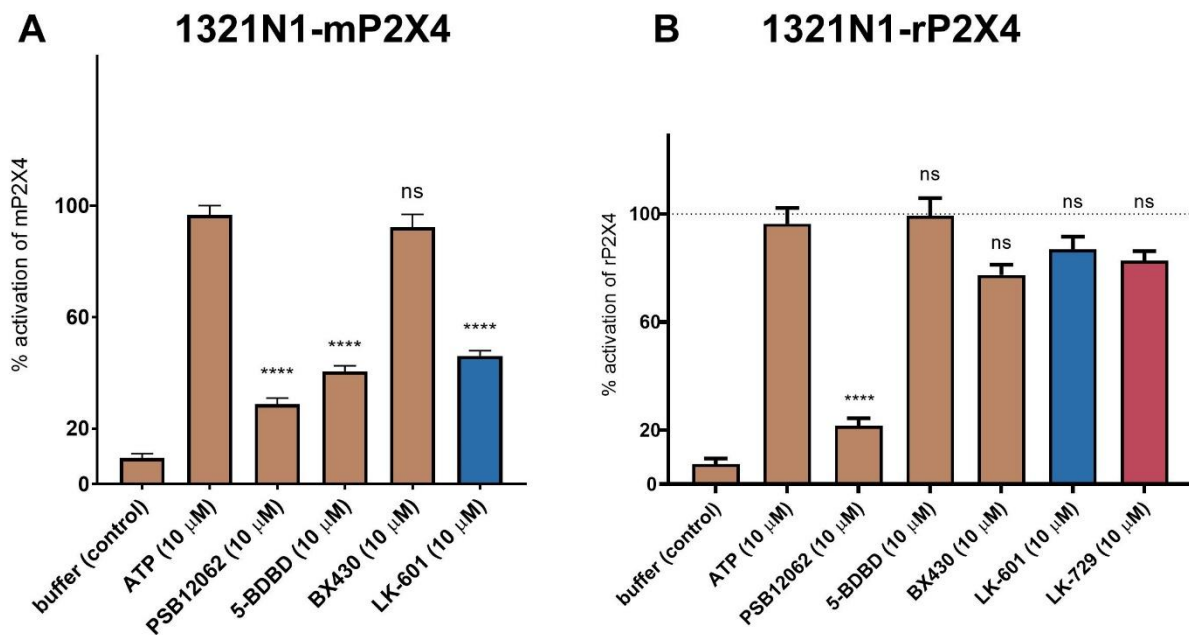 A
1321N1-mP2X4
% activation of mP2X4
100
60
20
0
****
****
ns
****
buffer (control)
ATP (10 μM)
PSB12062 (10 μM)
5-BDBD (10 μM)
BX430 (10 μM)
LK-601 (10 μM)
B
1321N1-rP2X4
% activation of rP2X4
100
60
20
0
****
ns
ns
ns
ns
buffer (control)
ATP (10 μM)
PSB12062 (10 μM)
5-BDBD (10 μM)
BX430 (10 μM)
LK-601 (10 μM)
LK-729 (10 μM)